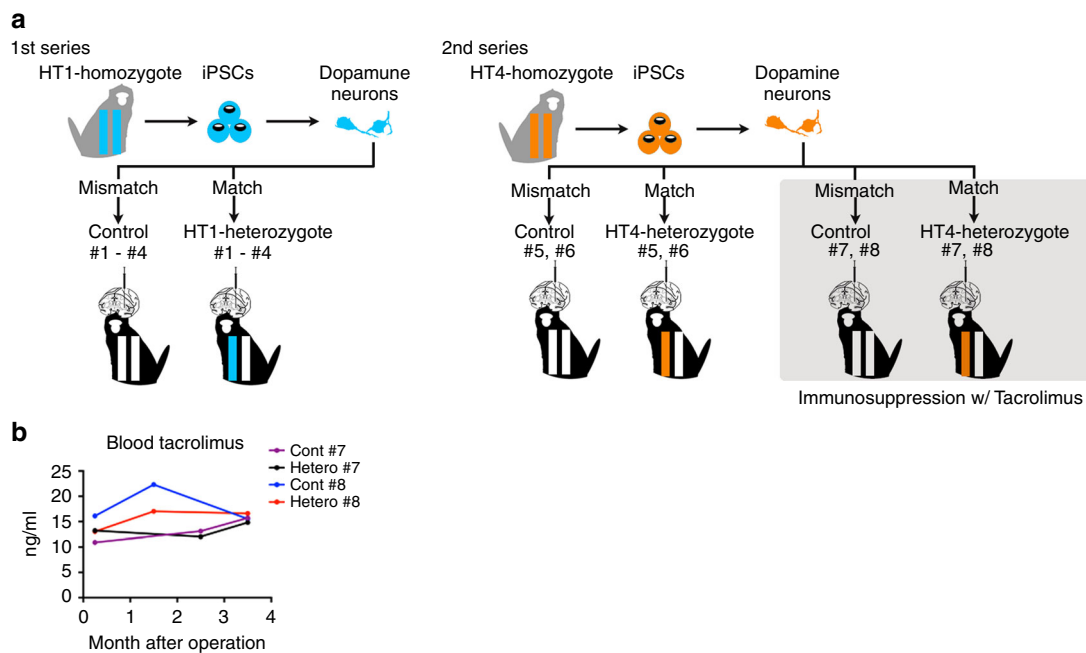 a
1st series
HT1-homozygote iPSCs Dopamune
neurons
Mismatch Match
Control HT1-heterozygote
#1 - #4 #1 - #4
2nd series
HT4-homozygote iPSCs Dopamine
neurons
Mismatch Match Mismatch Match
Control HT4-heterozygote Control HT4-heterozygote
#5, #6 #5, #6 #7, #8 #7, #8
Immunosuppression w/ Tacrolimus
b
Blood tacrolimus
Cont #7
Hetero #7
Cont #8
Hetero #8
ng/ml
25
20
15
10
5
0
0 1 2 3 4
Month after operation